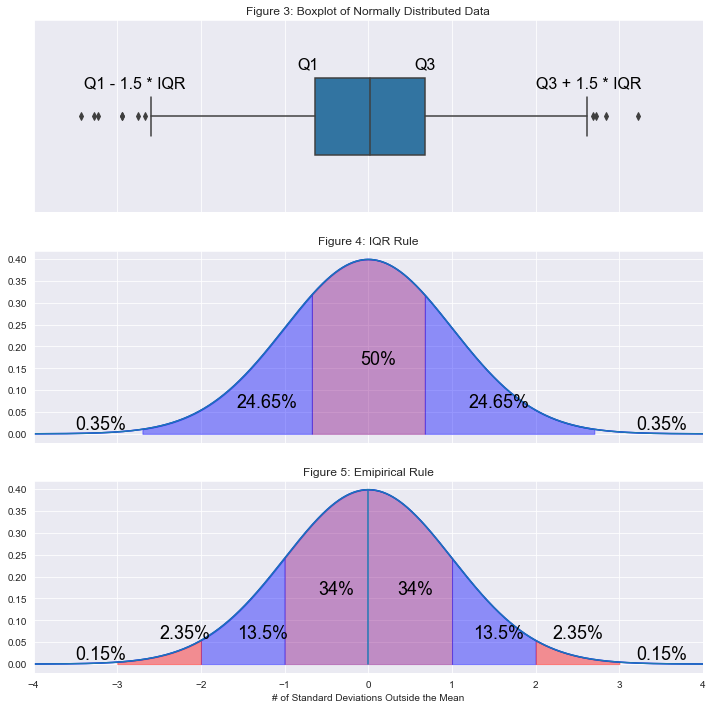 Figure 3: Boxplot of Normally Distributed Data
Q1 Q3
Q1 - 1.5 * IQR Q3 + 1.5 * IQR
Figure 4: IQR Rule
0.40
0.35
0.30
0.25
0.20
0.15
0.10
0.05
0.00
50%
24.65% 24.65%
0.35% 0.35%
Figure 5: Emipirical Rule
0.40
0.35
0.30
0.25
0.20
0.15
0.10
0.05
0.00
34% 34%
2.35% 13.5% 13.5% 2.35%
0.15% 0.15%
−4 −3 −2 −1 0 1 2 3 4
# of Standard Deviations Outside the Mean